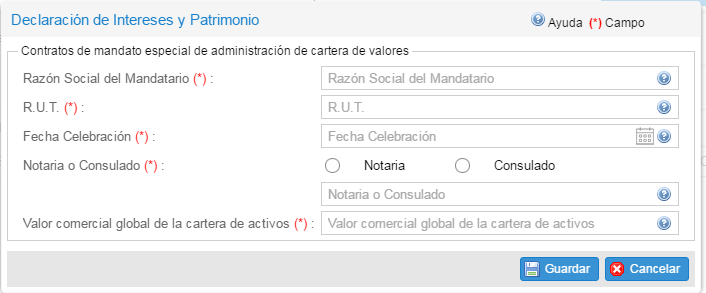 Declaración de Intereses y Patrimonio
Ayuda (*) Campo
Contratos de mandato especial de administración de cartera de valores
Razón Social del Mandatario (*) : Razón Social del Mandatario
R.U.T. (*) : R.U.T.
Fecha Celebración (*) : Fecha Celebración
Notaria o Consulado (*) : Notaria Consulado
Notaria o Consulado
Valor comercial global de la cartera de activos (*) : Valor comercial global de la cartera de activos
Guardar Cancelar